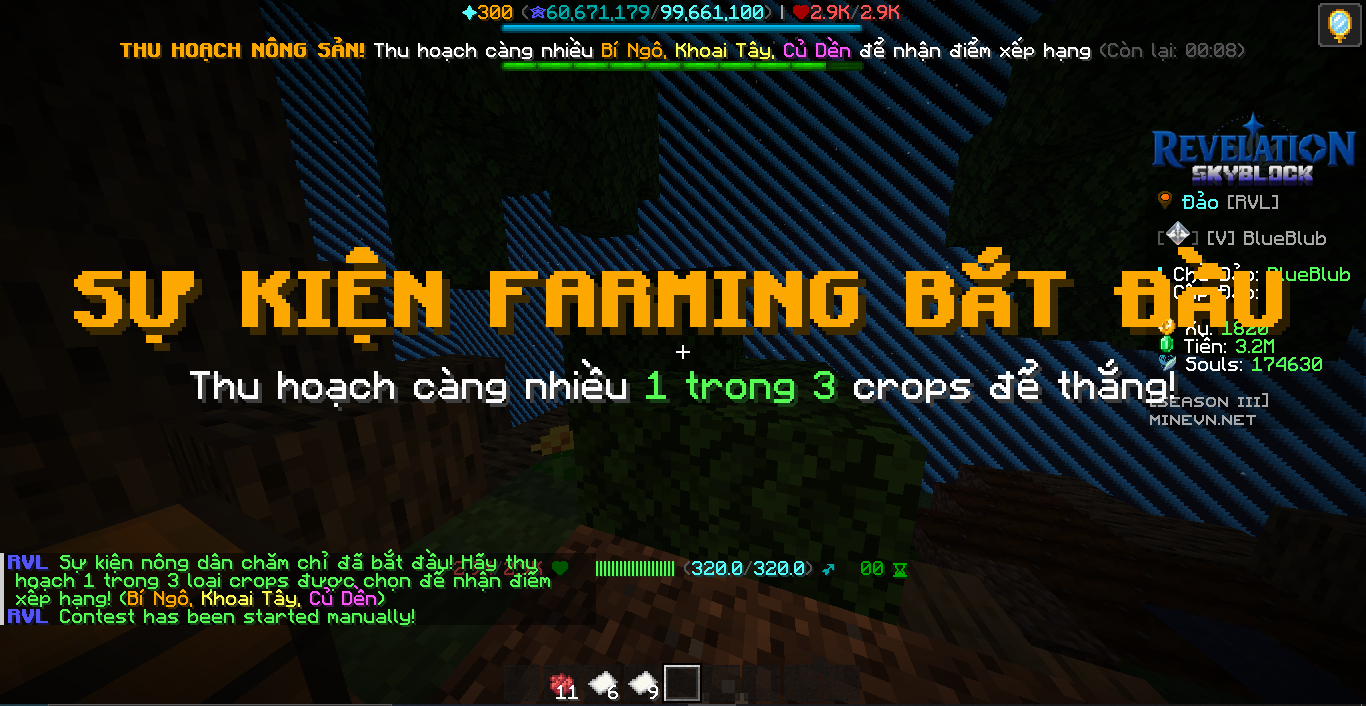 300 (60,671,179/99,661,100) | 2.9K/2.9K
THU HOẠCH NÔNG SẢN! Thu hoạch càng nhiều Bí Ngô, Khoai Tây, Củ Dền để nhận điểm xếp hạng (Còn lại: 00:08)
REVELATION
SKYBLOCK
Đảo [RVL]
[V] BlueBlub
Chủ Đảo: BlueBlub
Cấp Đảo:
SỰ KIỆN FARMING BẮT ĐẦU
Xu: 1820
Tiền: 3.2M
Souls: 174630
Thu hoạch càng nhiều 1 trong 3 crops để thắng!
[SEASON III]
MINEVN.NET
RVL Sự kiện nông dân chăm chỉ đã bắt đầu! Hãy thu
hoạch 1 trong 3 loại crops được chọn để nhận điểm
xếp hạng! (Bí Ngô, Khoai Tây, Củ Dền)
RVL Contest has been started manually!
(320.0/320.0) 00
11 6 9